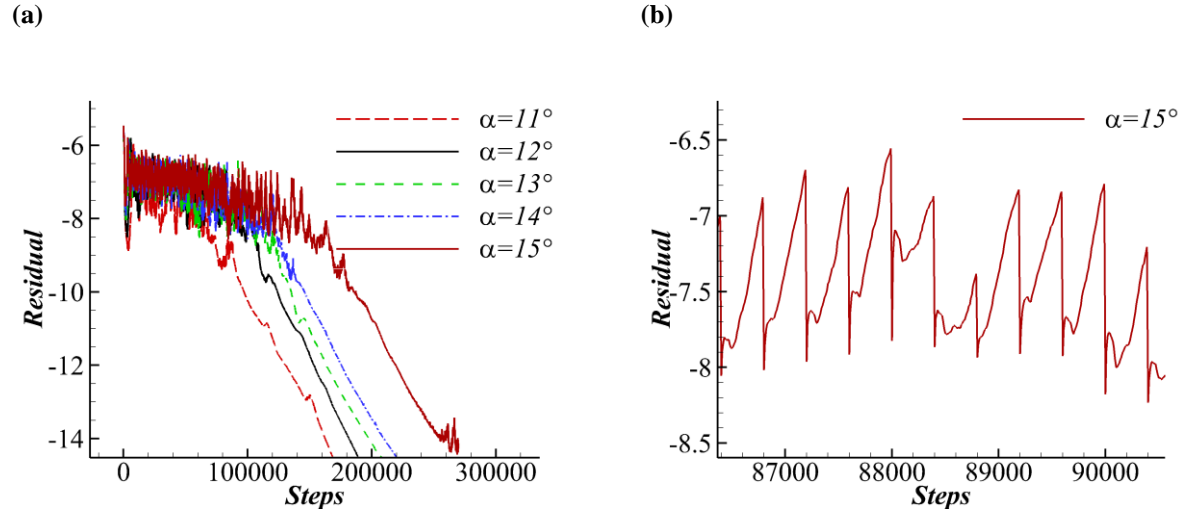 (a)
(b)
α=11°
α=12°
α=13°
α=14°
α=15°
-6
-8
-10
-12
-14
Residual
0
100000
200000
300000
Steps
α=15°
-6.5
-7
-7.5
-8
-8.5
Residual
87000
88000
89000
90000
Steps